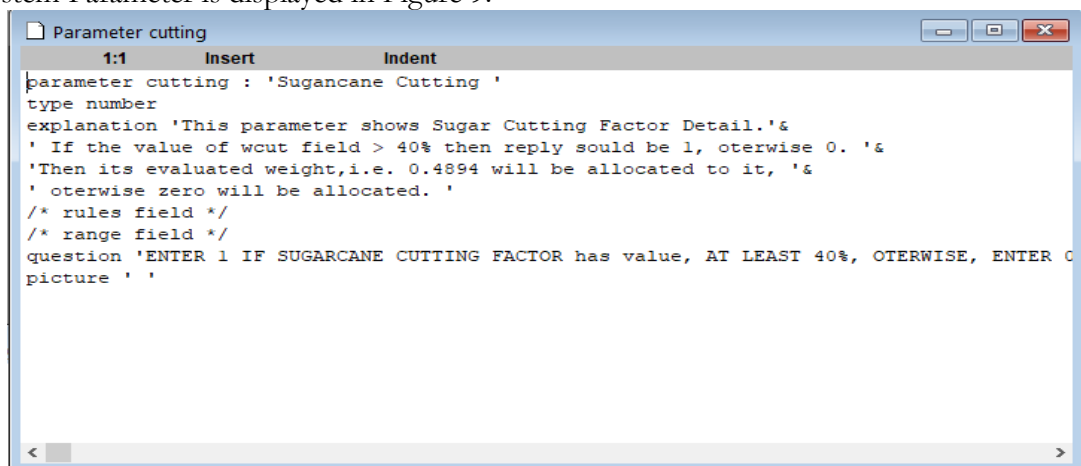 stem Parameter is displayed in Figure 9.
Parameter cutting
1:1 Insert Indent
parameter cutting : 'Sugancane Cutting '
type number
explanation 'This parameter shows Sugar Cutting Factor Detail.'&
' If the value of wcut field > 40% then reply sould be 1, oterwise 0. '&
'Then its evaluated weight,i.e. 0.4894 will be allocated to it, '&
' oterwise zero will be allocated. '
/* rules field */
/* range field */
question 'ENTER 1 IF SUGARCANE CUTTING FACTOR has value, AT LEAST 40%, OTERWISE, ENTER 0
picture ' '